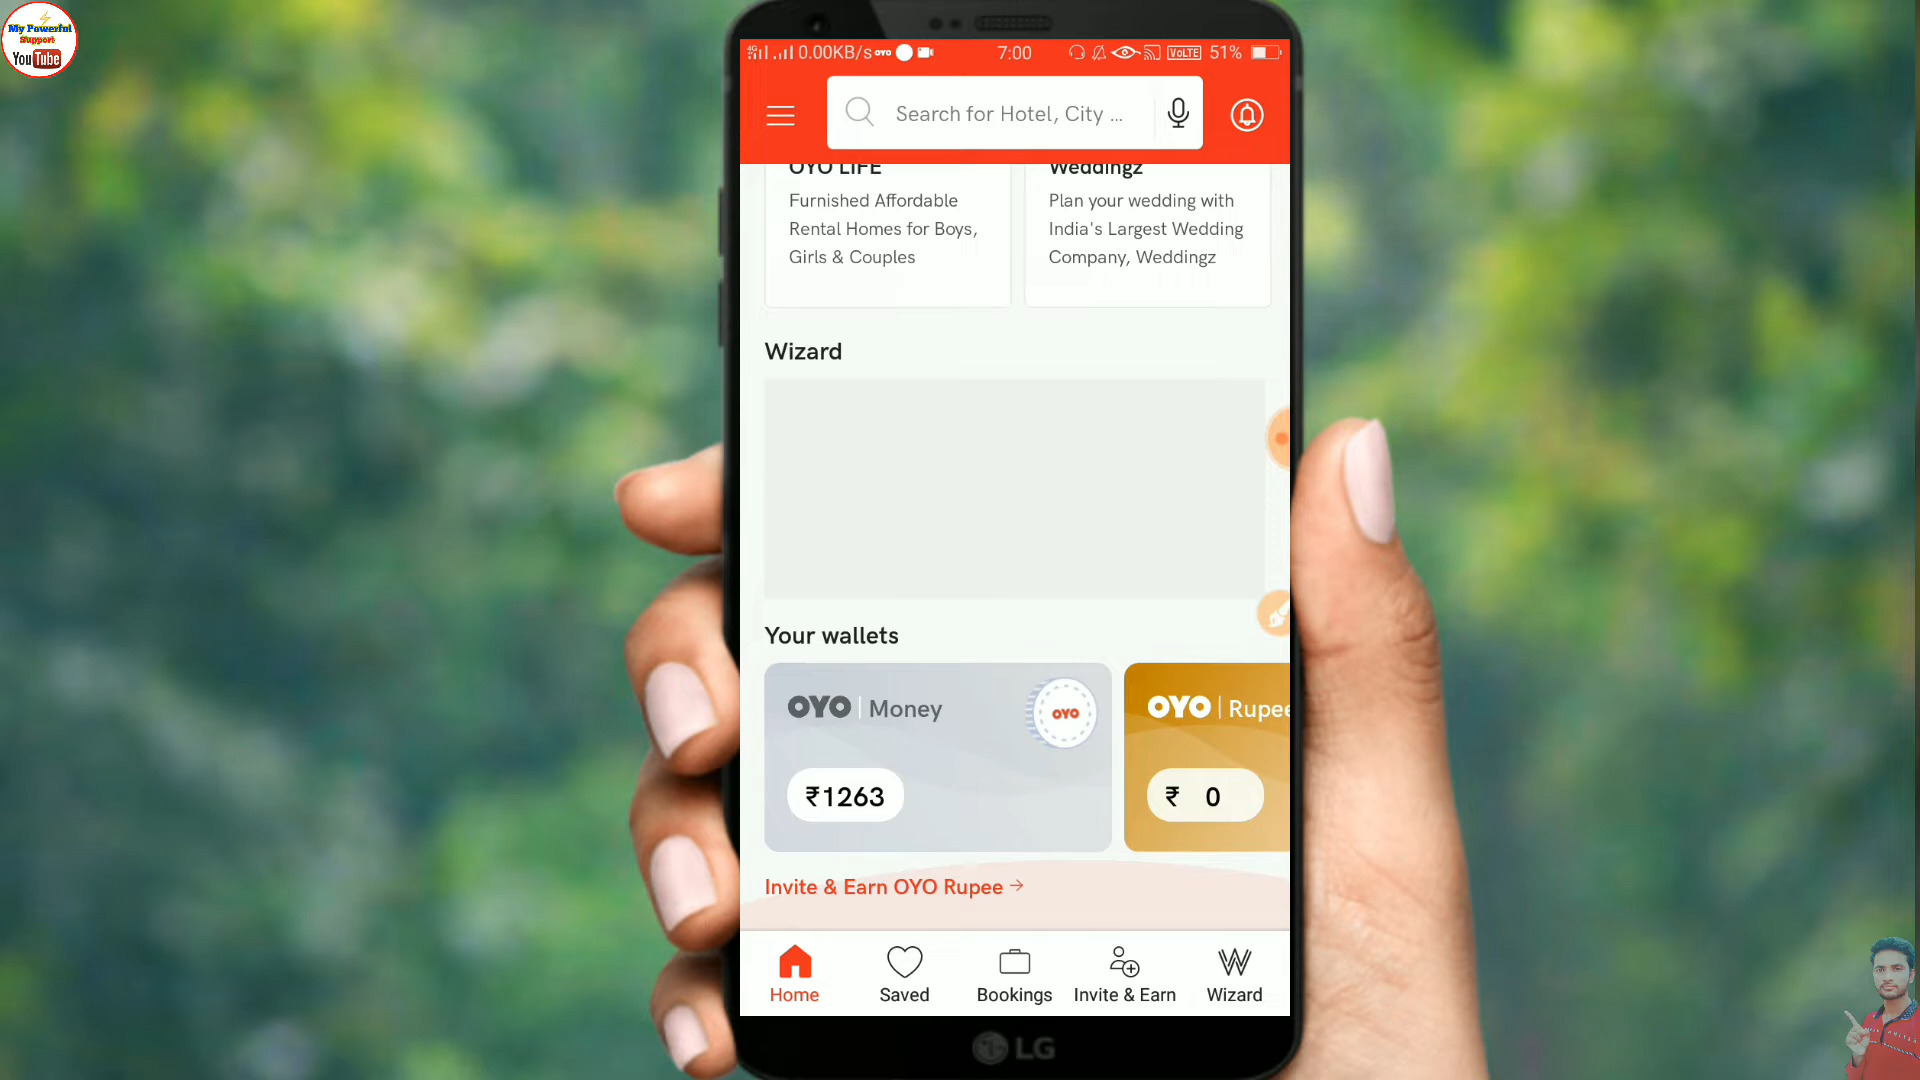 My Powerful
Support
YouTube
0.00KB/s OYO 7:00 VoLTE 51%
Search for Hotel, City ...
OYO LIFE
Furnished Affordable
Rental Homes for Boys,
Girls & Couples
Weddingz
Plan your wedding with
India's Largest Wedding
Company, Weddingz
Wizard
Your wallets
OYO | Money
OYO
₹1263
OYO | Rupee
₹ 0
Invite & Earn OYO Rupee →
Home
Saved
Bookings
Invite & Earn
Wizard
LG